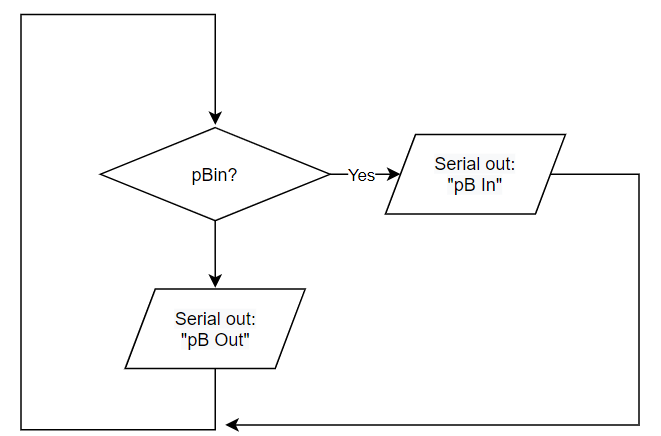 pBin?
Yes
Serial out:
"pB In"
Serial out:
"pB Out"